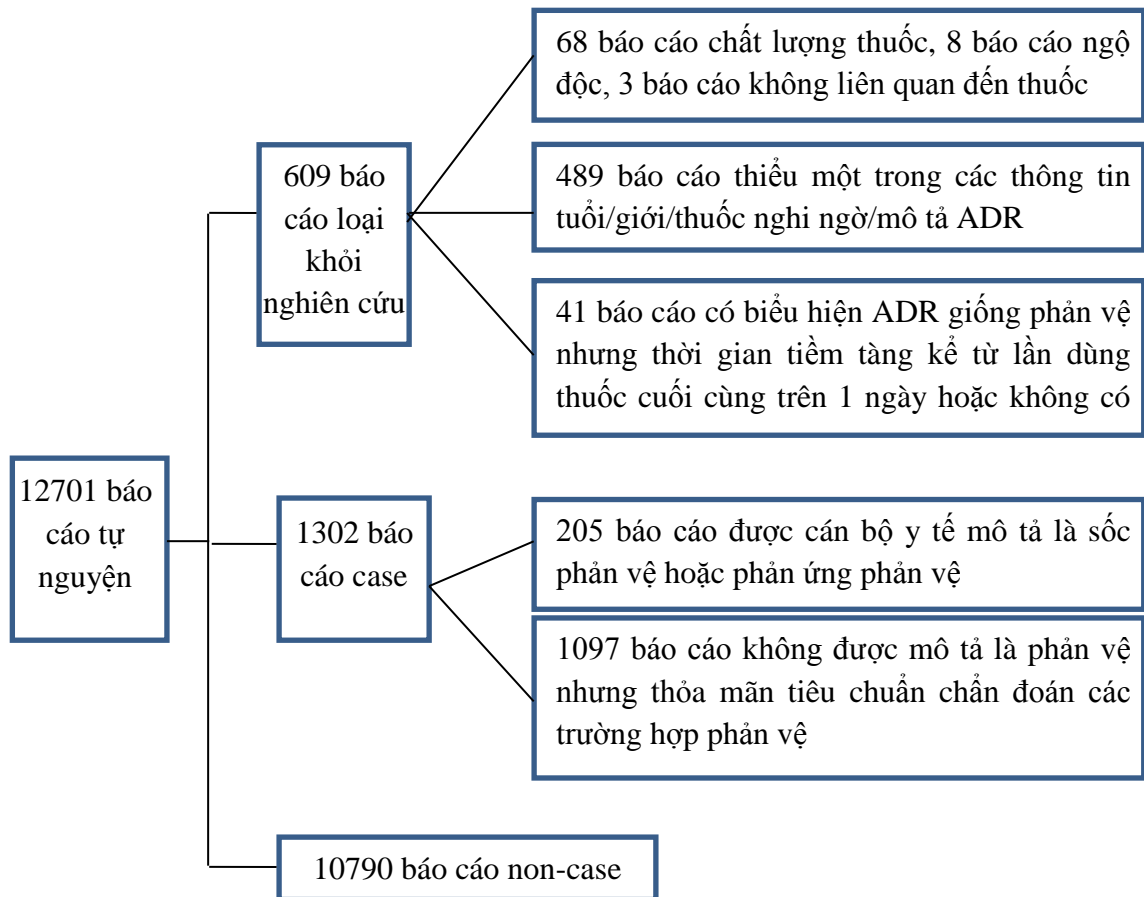 68 báo cáo chất lượng thuốc, 8 báo cáo ngộ
độc, 3 báo cáo không liên quan đến thuốc
609 báo
cáo loại
khỏi
nghiên cứu
489 báo cáo thiếu một trong các thông tin
tuổi/giới/thuốc nghi ngờ/mô tả ADR
41 báo cáo có biểu hiện ADR giống phản vệ
nhưng thời gian tiềm tàng kể từ lần dùng
thuốc cuối cùng trên 1 ngày hoặc không có
12701 báo
cáo tự
nguyện
1302 báo
cáo case
205 báo cáo được cán bộ y tế mô tả là sốc
phản vệ hoặc phản ứng phản vệ
1097 báo cáo không được mô tả là phản vệ
nhưng thỏa mãn tiêu chuẩn chẩn đoán các
trường hợp phản vệ
10790 báo cáo non-case